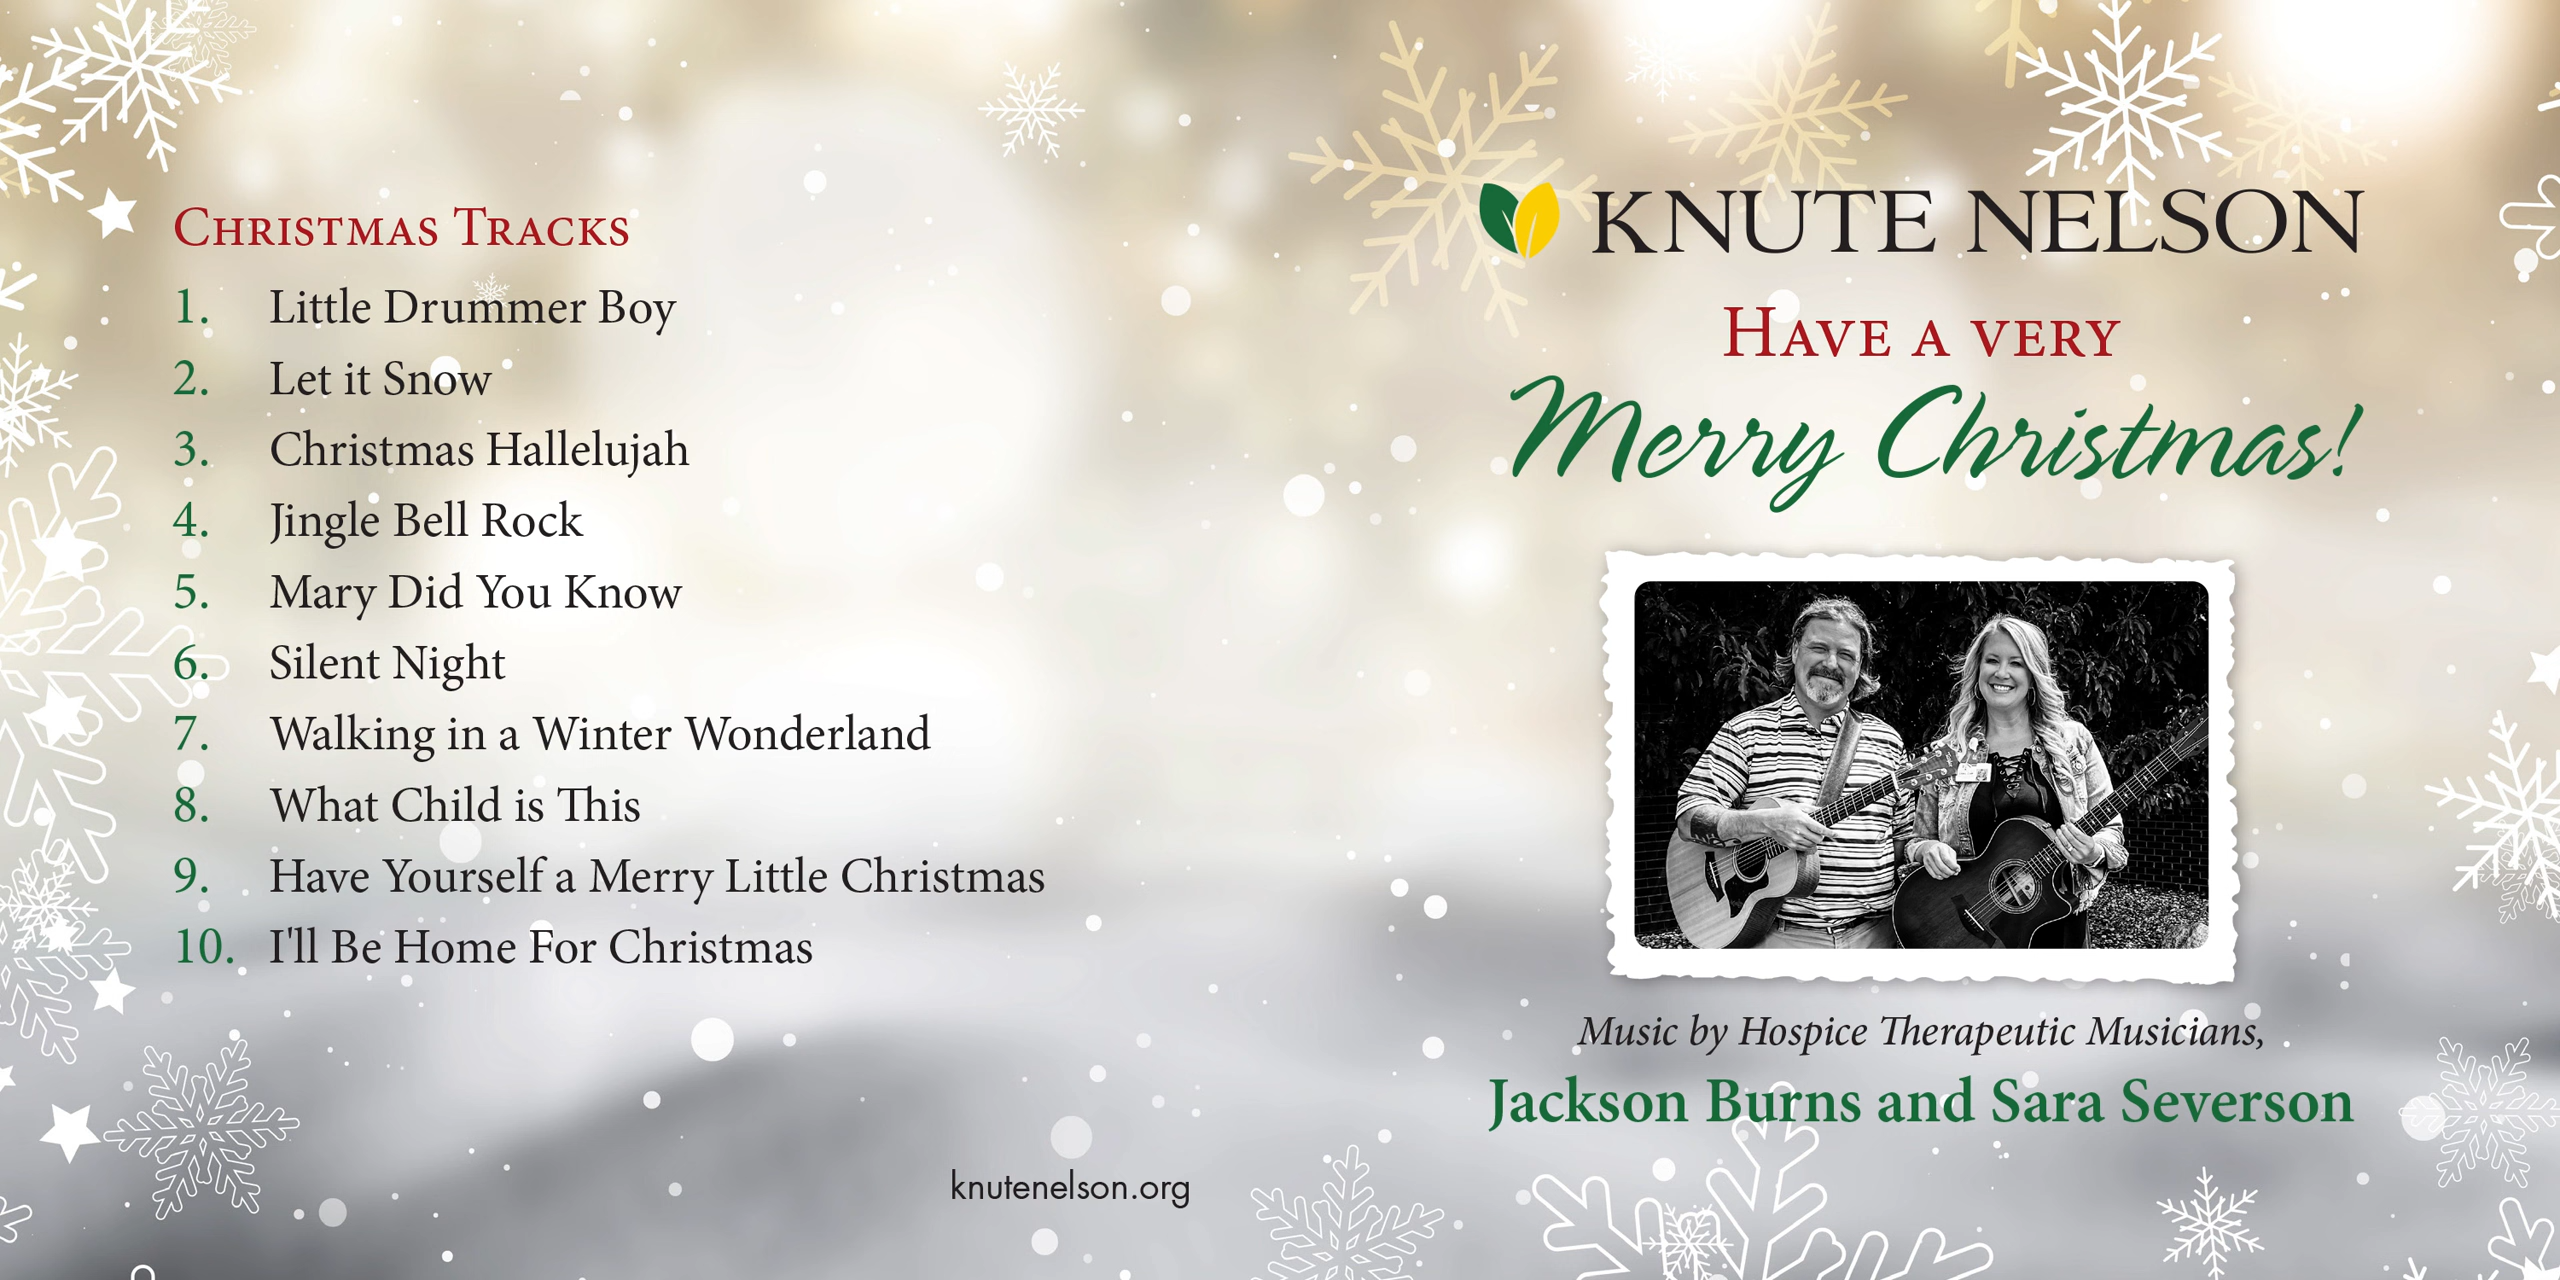 Christmas Tracks
1. Little Drummer Boy
2. Let it Snow
3. Christmas Hallelujah
4. Jingle Bell Rock
5. Mary Did You Know
6. Silent Night
7. Walking in a Winter Wonderland
8. What Child is This
9. Have Yourself a Merry Little Christmas
10. I'll Be Home For Christmas
knutenelson.org
KNUTE NELSON
Have a very
Merry Christmas!
Music by Hospice Therapeutic Musicians,
Jackson Burns and Sara Severson